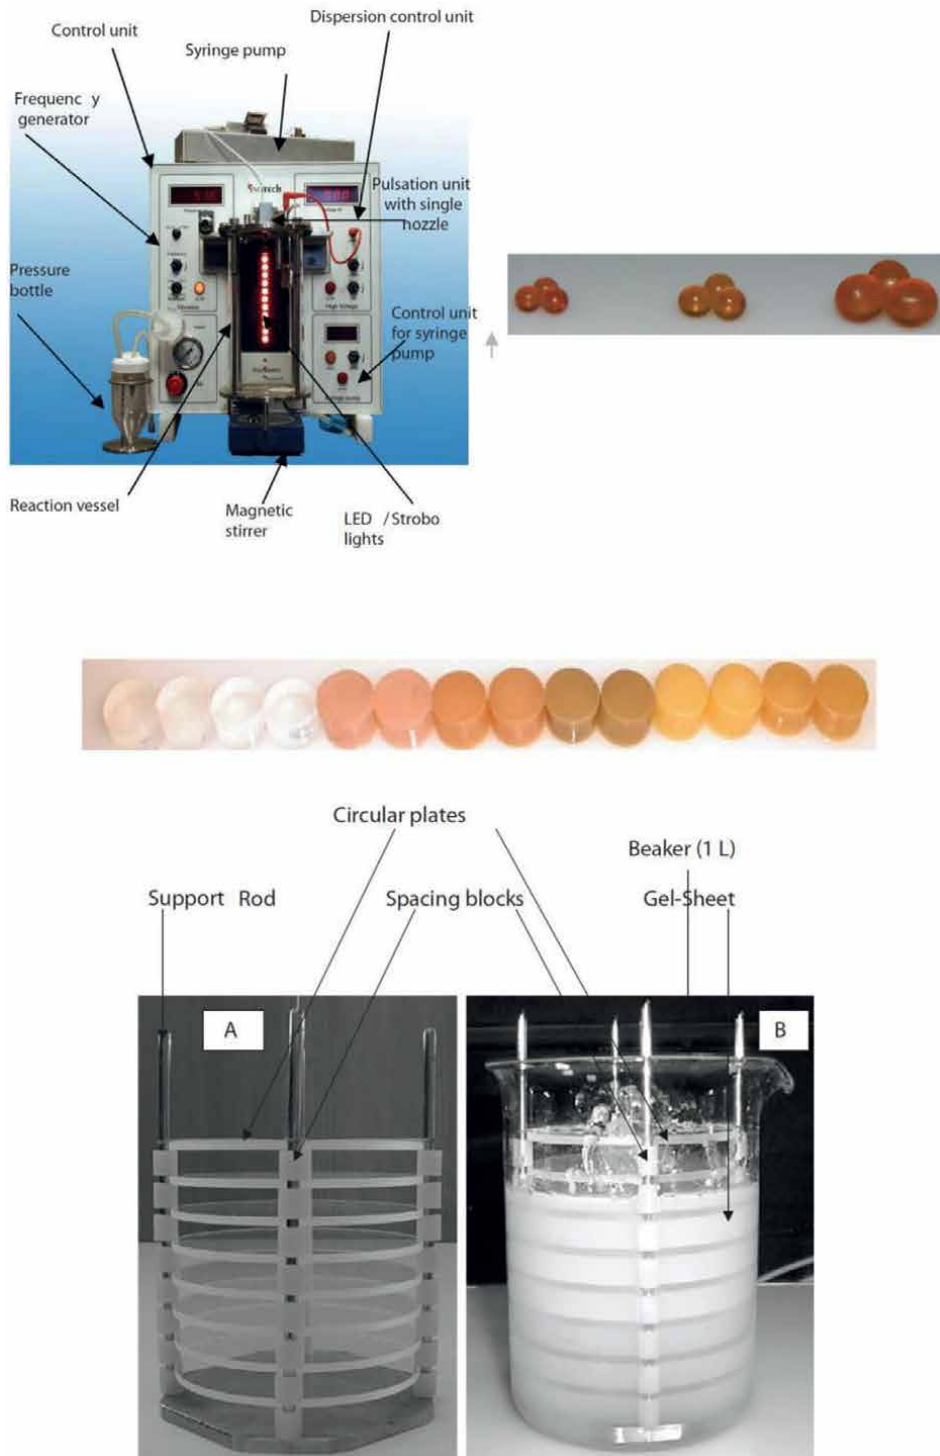 Dispersion control unit
Control unit
Syringe pump
Frequenc y
generator
Pulsation unit
with single
nozzle
Pressure
bottle
Control unit
for syringe
pump
High Voltage
Reaction vessel
Magnetic
stirrer
LED / Strobo
lights
Circular plates
Beaker (1 L)
Support Rod
Spacing blocks
Gel-Sheet
A
B